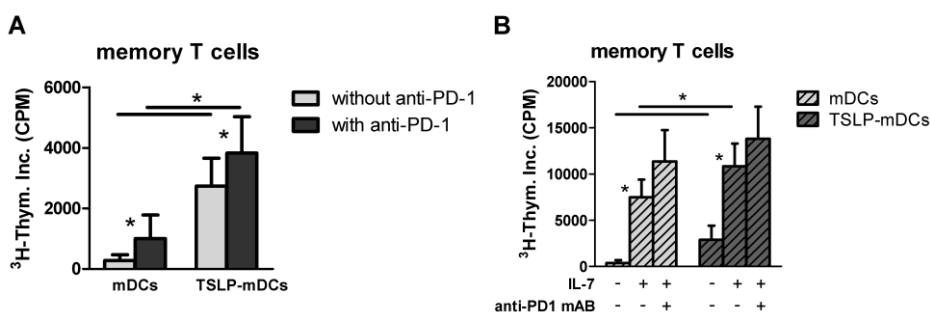 A
memory T cells
³H-Thym. Inc. (CPM)
6000
4000
2000
0
*
*
*
mDCs
TSLP-mDCs
without anti-PD-1
with anti-PD-1
B
memory T cells
³H-Thym. Inc. (CPM)
20000
15000
10000
5000
0
*
*
*
mDCs
TSLP-mDCs
IL-7 - + + - + +
anti-PD1 mAB - - + - - +